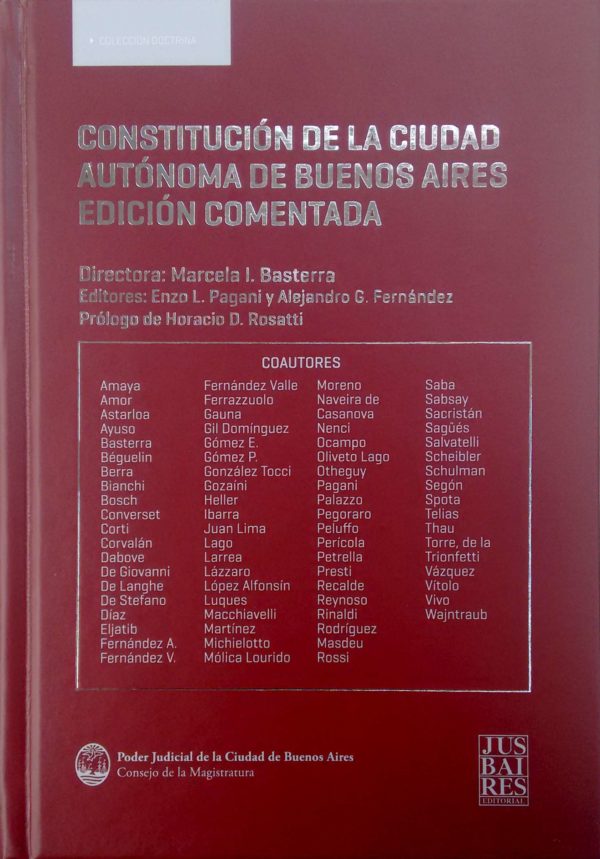 › COLECCIÓN DOCTRINA
CONSTITUCIÓN DE LA CIUDAD
AUTÓNOMA DE BUENOS AIRES
EDICIÓN COMENTADA
Directora: Marcela I. Basterra
Editores: Enzo L. Pagani y Alejandro G. Fernández
Prólogo de Horacio D. Rosatti
COAUTORES
Amaya
Amor
Astarloa
Ayuso
Basterra
Béguelin
Berra
Bianchi
Bosch
Converset
Corti
Corvalán
Dabove
De Giovanni
De Langhe
De Stefano
Díaz
Eljatib
Fernández A.
Fernández V.
Fernández Valle
Ferrazzuolo
Gauna
Gil Domínguez
Gómez E.
Gómez P.
González Tocci
Gozaíni
Heller
Ibarra
Juan Lima
Lago
Larrea
Lázzaro
López Alfonsín
Luques
Macchiavelli
Martínez
Michielotto
Mólica Lourido
Moreno
Naveira de
Casanova
Nenci
Ocampo
Oliveto Lago
Otheguy
Pagani
Palazzo
Pegoraro
Peluffo
Perícola
Petrella
Presti
Recalde
Reynoso
Rinaldi
Rodríguez
Masdeu
Rossi
Saba
Sabsay
Sacristán
Sagüés
Salvatelli
Scheibler
Schulman
Segón
Spota
Telias
Thau
Torre, de la
Trionfetti
Vázquez
Vítolo
Vivo
Wajntraub
Poder Judicial de la Ciudad de Buenos Aires
Consejo de la Magistratura
JUS
BAI
RES
EDITORIAL